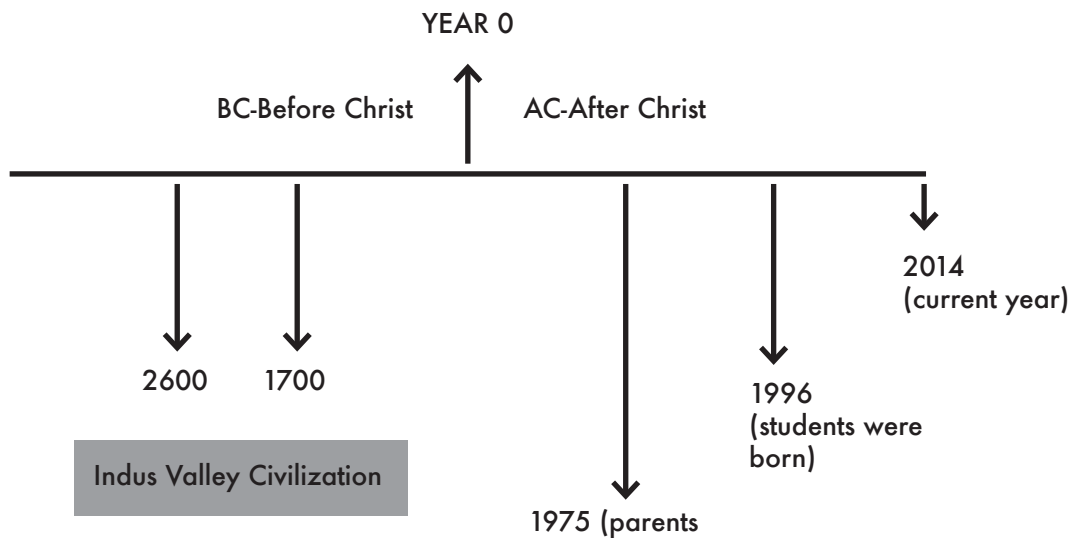 YEAR 0
BC-Before Christ
AC-After Christ
2600
1700
2014
(current year)
1996
(students were
born)
Indus Valley Civilization
1975 (parents